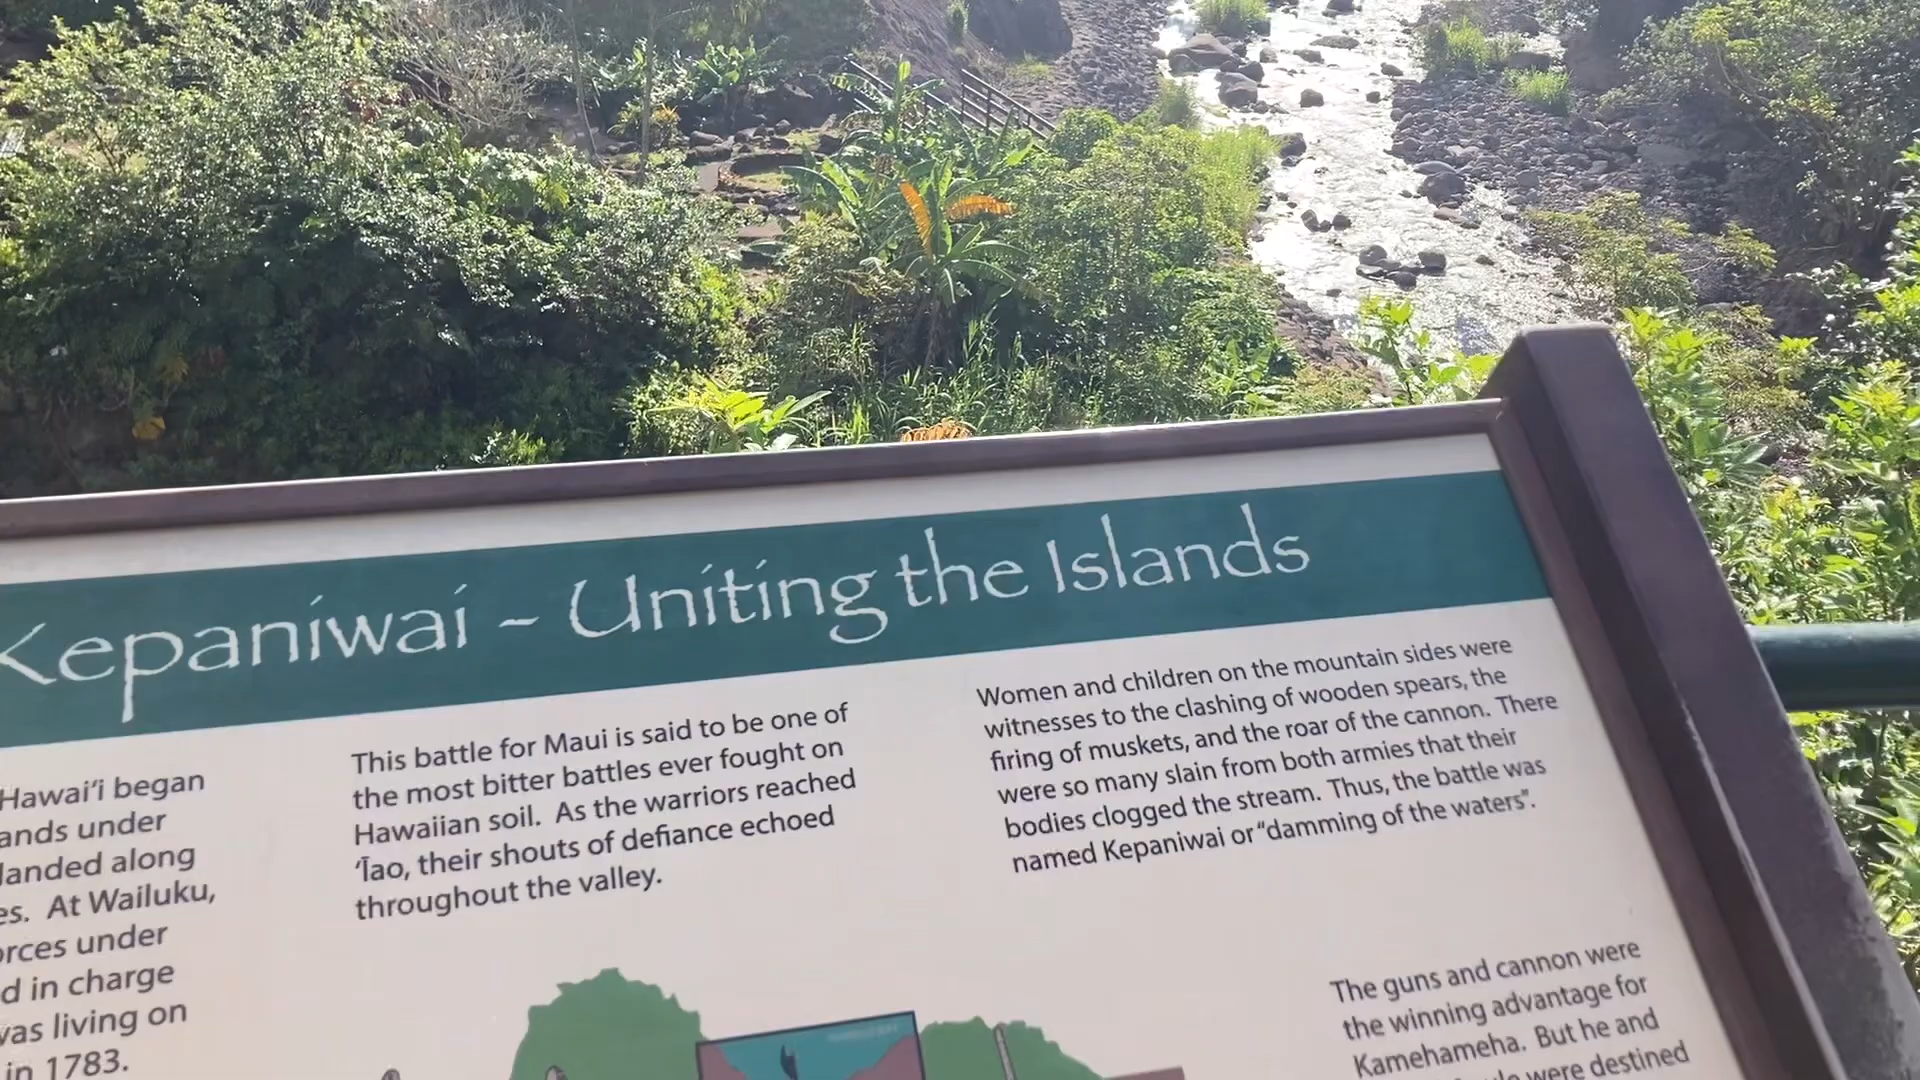 Kepaniwai ~ Uniting the Islands
Hawai'i began
ands under
landed along
es. At Wailuku,
orces under
d in charge
was living on
in 1783.
This battle for Maui is said to be one of
the most bitter battles ever fought on
Hawaiian soil. As the warriors reached
'Īao, their shouts of defiance echoed
throughout the valley.
Women and children on the mountain sides were
witnesses to the clashing of wooden spears, the
firing of muskets, and the roar of the cannon. There
were so many slain from both armies that their
bodies clogged the stream. Thus, the battle was
named Kepaniwai or "damming of the waters".
The guns and cannon were
the winning advantage for
Kamehameha. But he and
were destined